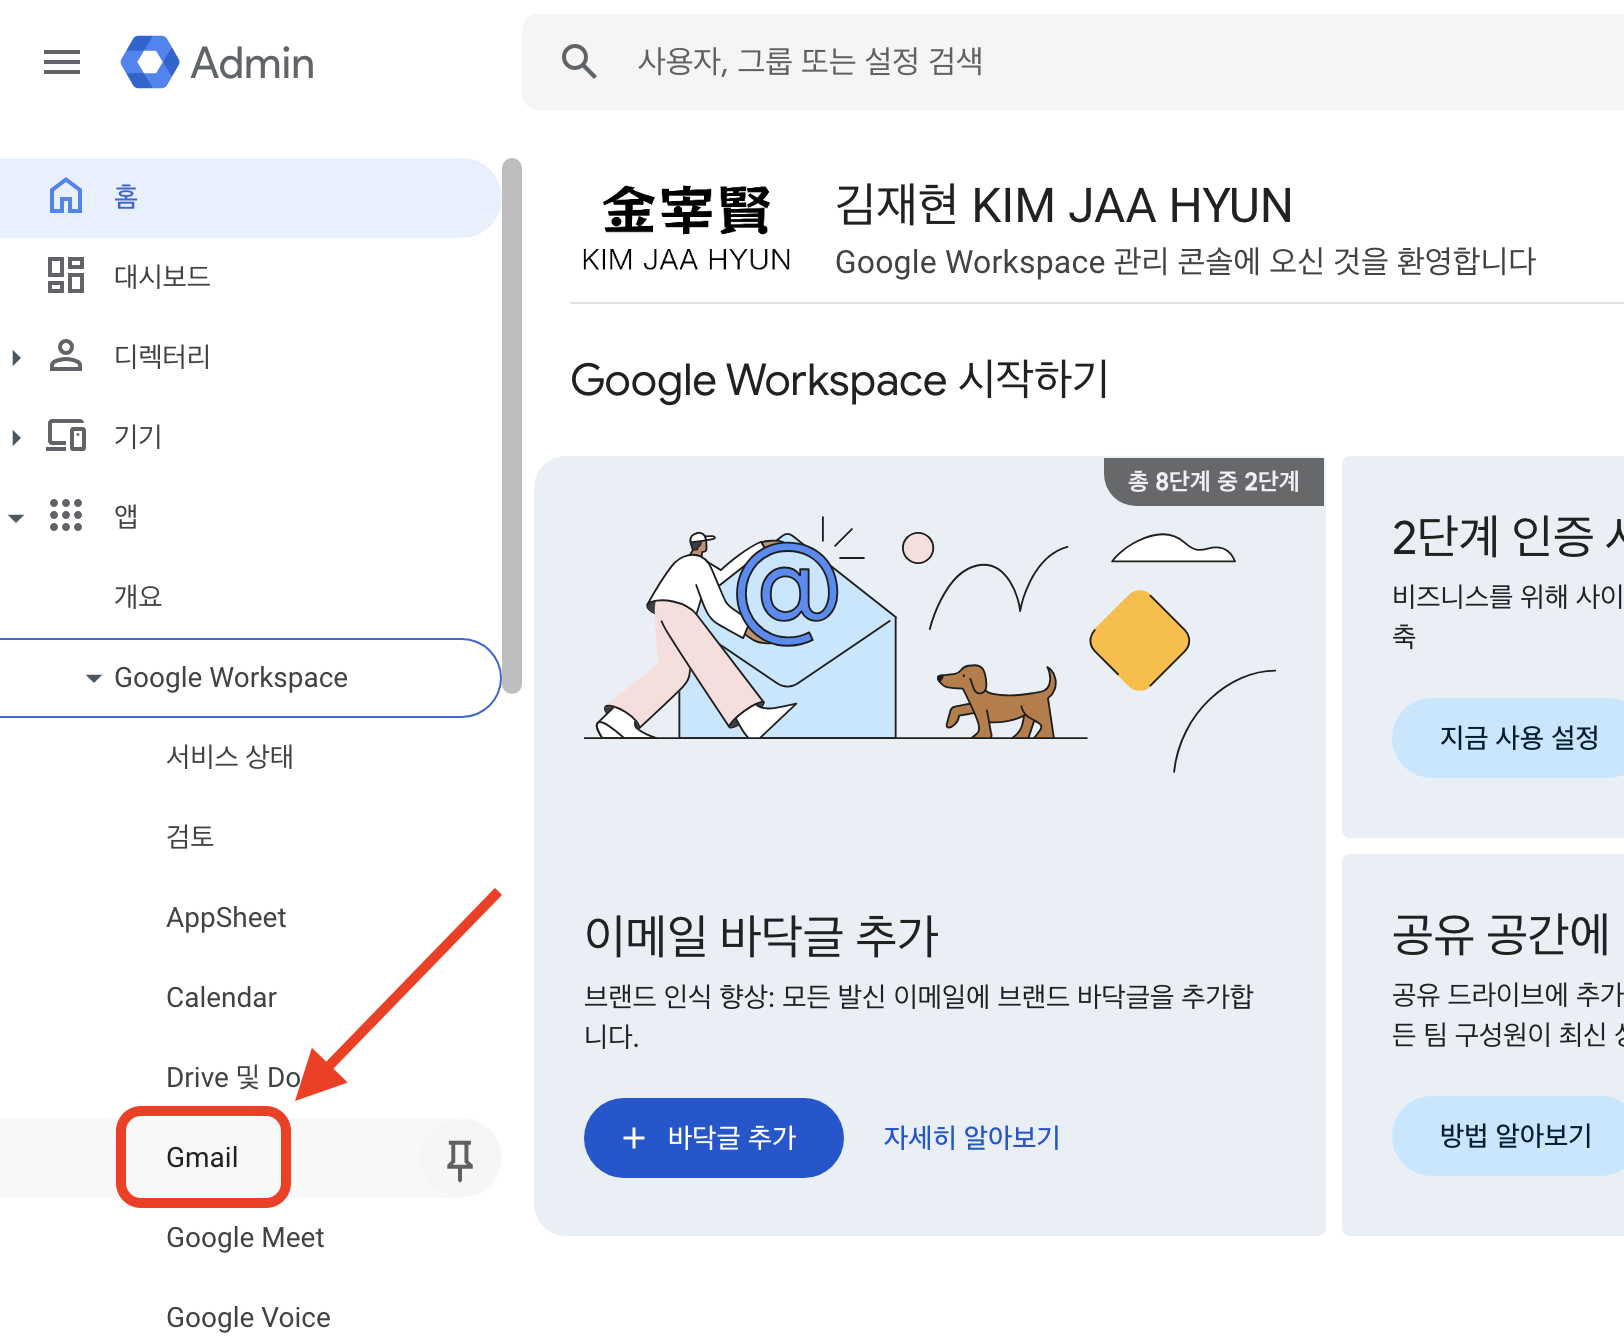 Admin
사용자, 그룹 또는 설정 검색
홈
대시보드
디렉터리
기기
앱
개요
Google Workspace
서비스 상태
검토
AppSheet
Calendar
Drive 및 Do
Gmail
Google Meet
Google Voice
金宰賢
KIM JAA HYUN
김재현 KIM JAA HYUN
Google Workspace 관리 콘솔에 오신 것을 환영합니다
Google Workspace 시작하기
총 8단계 중 2단계
@
이메일 바닥글 추가
브랜드 인식 향상: 모든 발신 이메일에 브랜드 바닥글을 추가합
니다.
+ 바닥글 추가
자세히 알아보기
2단계 인증
비즈니스를 위해 사이
축
지금 사용 설정
공유 공간에
공유 드라이브에 추가
든 팀 구성원이 최신
방법 알아보기